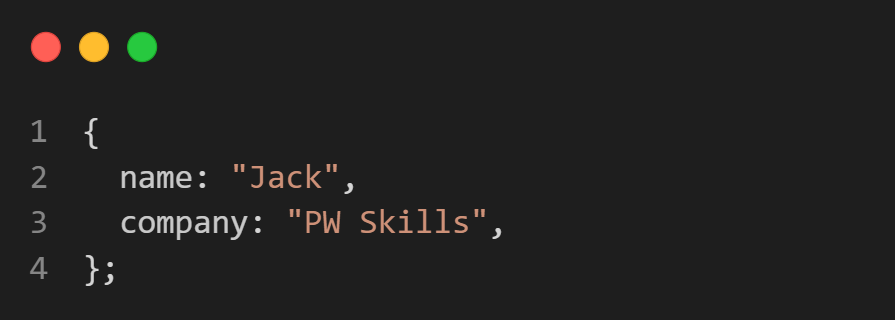 1 {
2   name: "Jack",
3   company: "PW Skills",
4 };